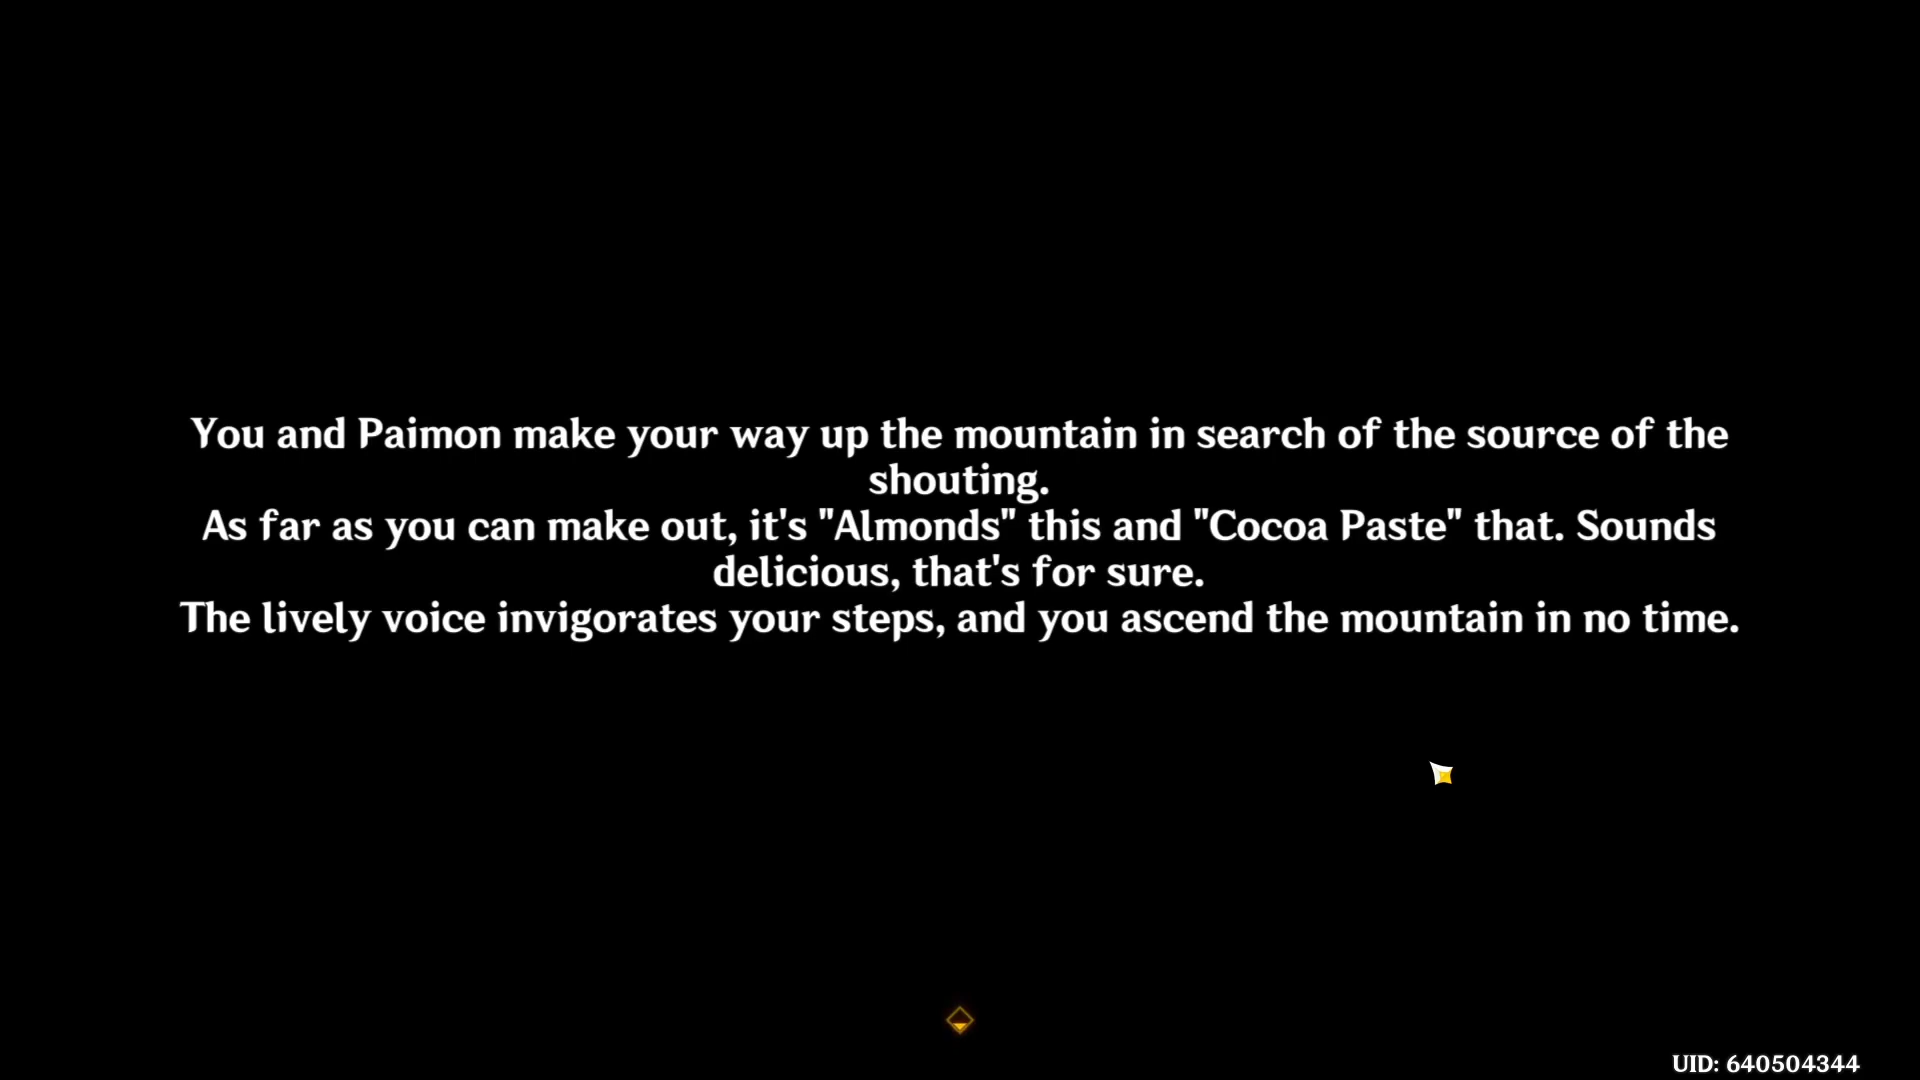 You and Paimon make your way up the mountain in search of the source of the
shouting.
As far as you can make out, it's "Almonds" this and "Cocoa Paste" that. Sounds
delicious, that's for sure.
The lively voice invigorates your steps, and you ascend the mountain in no time.
UID: 640504344